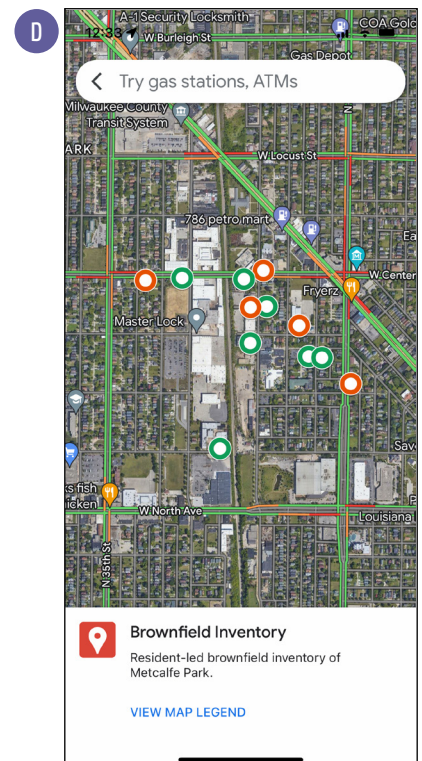 D
A-1 Security Locksmith
COA Gold
12:33
W Burleigh St
Gas Depot
Try gas stations, ATMs
Milwaukee County
Transit System
N
ARK
W Locust St
786 petro mart
Ea
W Center
Fryerz
Master Lock
Sav
ks fish
icken
W North Ave
Louisiana
N 35th St
Brownfield Inventory
Resident-led brownfield inventory of
Metcalfe Park.
VIEW MAP LEGEND